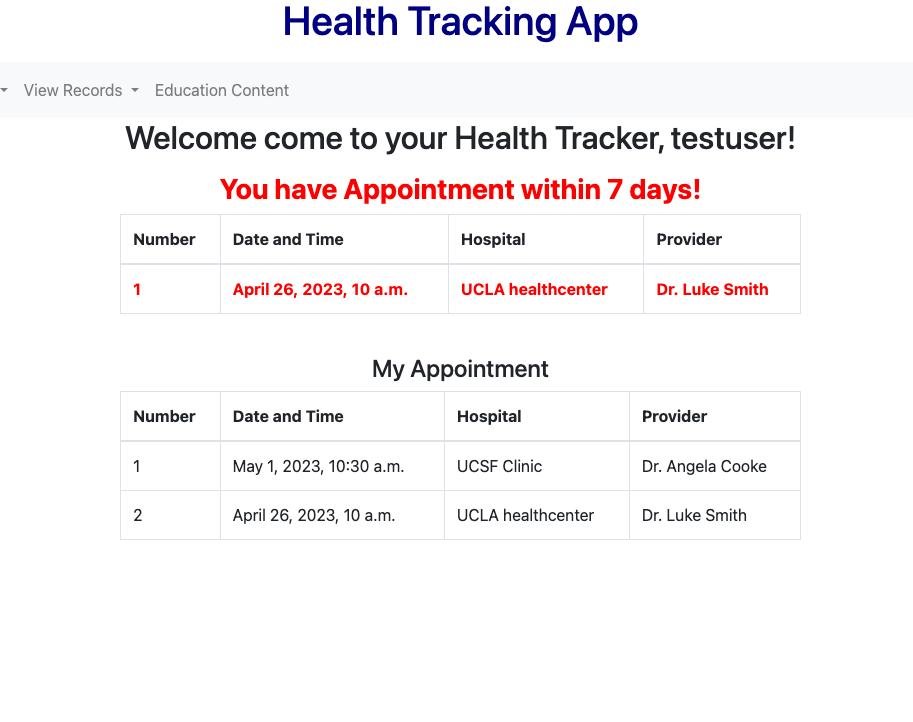 Health Tracking App
View Records Education Content
Welcome come to your Health Tracker, testuser!
You have Appointment within 7 days!
Number Date and Time Hospital Provider
1 April 26, 2023, 10 a.m. UCLA healthcenter Dr. Luke Smith
My Appointment
Number Date and Time Hospital Provider
1 May 1, 2023, 10:30 a.m. UCSF Clinic Dr. Angela Cooke
2 April 26, 2023, 10 a.m. UCLA healthcenter Dr. Luke Smith